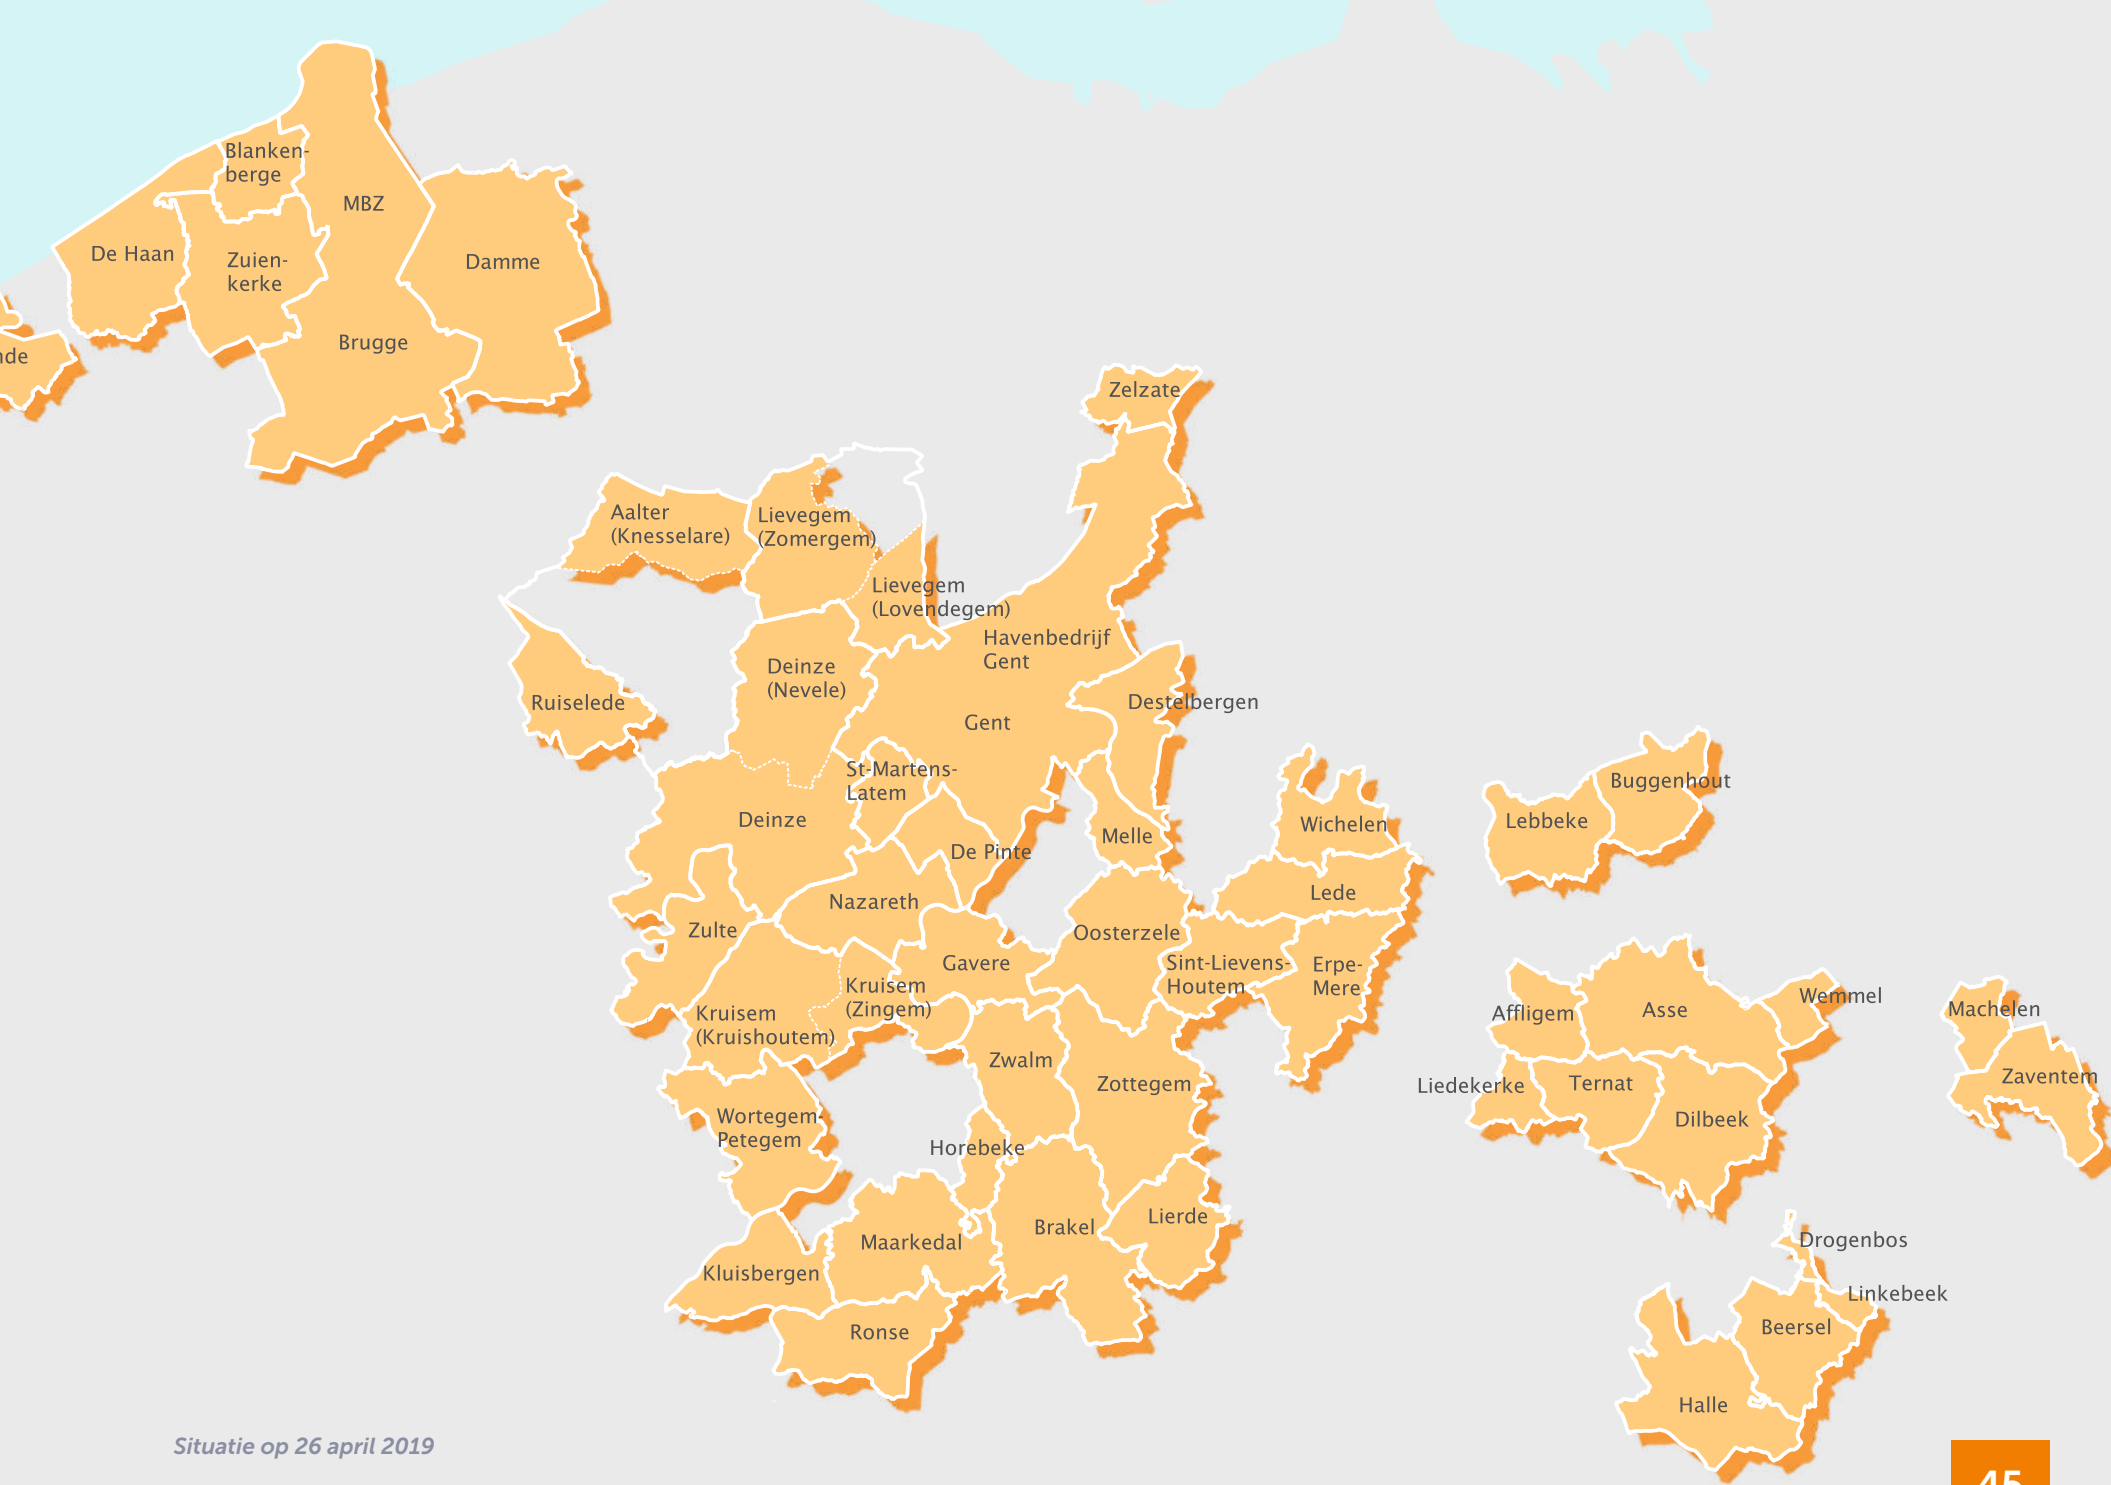 Blanken-
berge
MBZ
De Haan
Zuien-
kerke
Damme
Brugge
Zelzate
Aalter
(Knesselare)
Lievegem
(Zomergem)
Lievegem
(Lovendegem)
Havenbedrijf
Gent
Deinze
(Nevele)
Ruiselede
Destelbergen
Gent
St-Martens-
Latem
Buggenhout
Deinze
Lebbeke
Wichelen
Melle
De Pinte
Lede
Nazareth
Zulte
Oosterzele
Gavere
Sint-Lievens-
Houtem
Erpe-
Mere
Kruisem
(Zingem)
Kruisem
(Kruishoutem)
Affligem
Asse
Wemmel
Machelen
Zwalm
Zottegem
Liedekerke
Ternat
Zaventem
Wortegem-
Petegem
Dilbeek
Horebeke
Lierde
Brakel
Maarkedal
Drogenbos
Kluisbergen
Linkebeek
Ronse
Beersel
Halle
Situatie op 26 april 2019
45